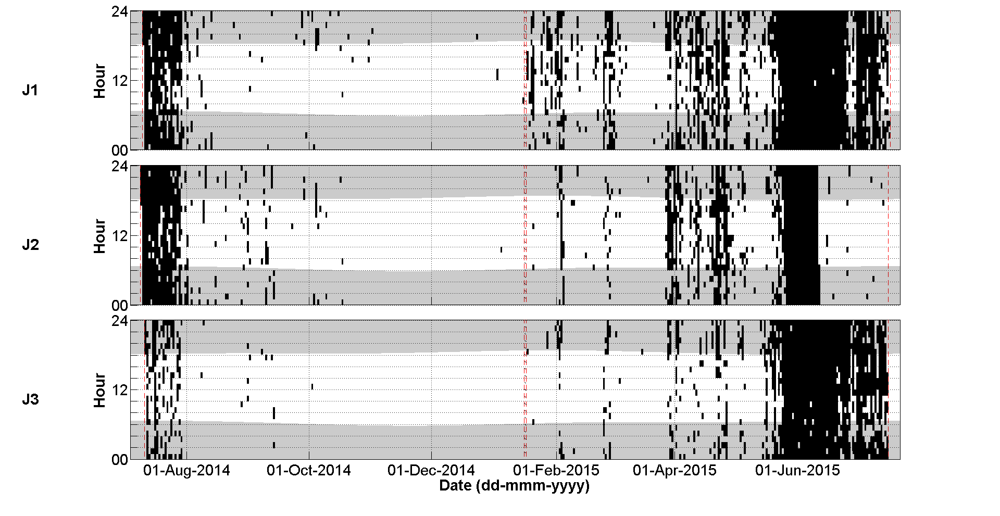 24
12
00
Hour
J1
24
12
00
Hour
J2
24
12
00
Hour
J3
01-Aug-2014 01-Oct-2014 01-Dec-2014 01-Feb-2015 01-Apr-2015 01-Jun-2015
Date (dd-mmm-yyyy)